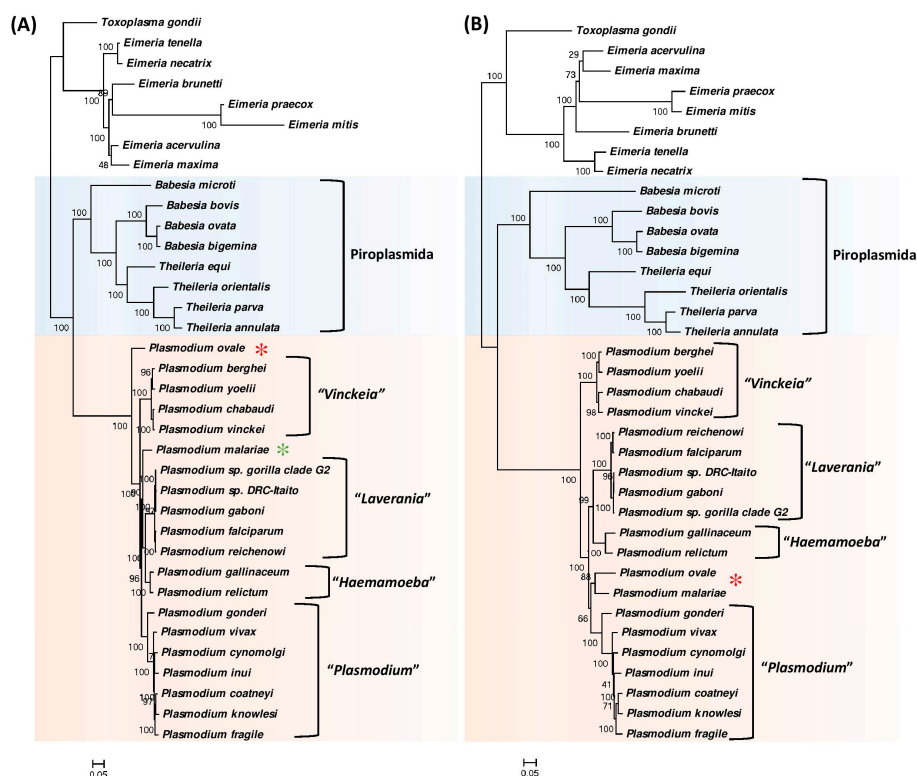 (A)
Toxoplasma gondii
Eimeria tenella
100
Eimeria necatrix
Eimeria brunetti
100
Eimeria praecox
100
Eimeria mitis
100
Eimeria acervulina
48
Eimeria maxima
Babesia microti
100
Babesia bovis
100
Babesia ovata
100
Babesia bigemina
100
Theileria equi
100
Theileria orientalis
100
Theileria parva
100
Theileria annulata
100
Piroplasmida
Plasmodium ovale *
96
Plasmodium berghei
Plasmodium yoelii
100
Plasmodium chabaudi
100
Plasmodium vinckei
100
“Vinckeia”
Plasmodium malariae *
Plasmodium sp. gorilla clade G2
100
Plasmodium sp. DRC-Itaito
Plasmodium gaboni
Plasmodium falciparum
Plasmodium reichenowi
“Laverania”
Plasmodium gallinaceum
96
Plasmodium relictum
100
“Haemamoeba”
Plasmodium gonderi
Plasmodium vivax
100
Plasmodium cynomolgi
Plasmodium inui
100
Plasmodium coatneyi
97
Plasmodium knowlesi
Plasmodium fragile
100
“Plasmodium”
0.05
(B)
Toxoplasma gondii
29
Eimeria acervulina
Eimeria maxima
73
100
Eimeria praecox
100
Eimeria mitis
100
Eimeria brunetti
Eimeria tenella
100
Eimeria necatrix
100
Babesia microti
100
Babesia bovis
100
Babesia ovata
100
Babesia bigemina
100
Theileria equi
100
Theileria orientalis
100
Theileria parva
100
Theileria annulata
100
Piroplasmida
Plasmodium berghei
100
Plasmodium yoelii
100
Plasmodium chabaudi
98
Plasmodium vinckei
“Vinckeia”
Plasmodium reichenowi
100
Plasmodium falciparum
100
Plasmodium sp. DRC-Itaito
96
Plasmodium gaboni
99
Plasmodium sp. gorilla clade G2
100
“Laverania”
Plasmodium gallinaceum
Plasmodium relictum
100
100
“Haemamoeba”
Plasmodium ovale
88
Plasmodium malariae
*
66
Plasmodium gonderi
Plasmodium vivax
100
Plasmodium cynomolgi
100
Plasmodium inui
41
Plasmodium coatneyi
100
Plasmodium knowlesi
71
Plasmodium fragile
100
“Plasmodium”
0.05